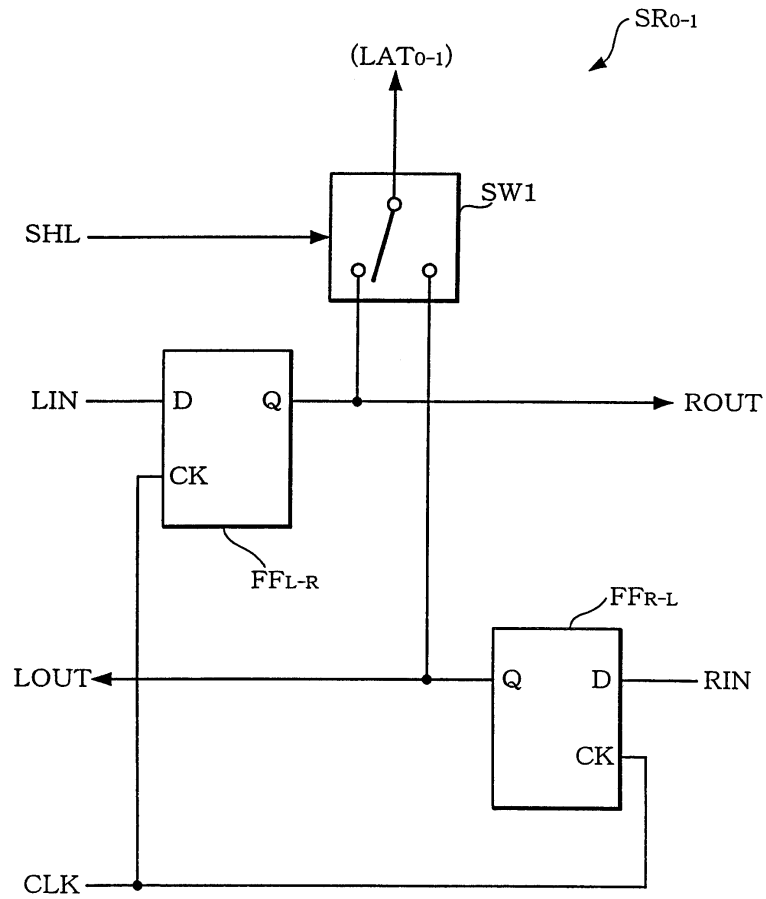 SR0-1
(LAT0-1)
SW1
SHL
LIN
D
Q
ROUT
CK
FFL-R
FFR-L
LOUT
Q
D
RIN
CK
CLK